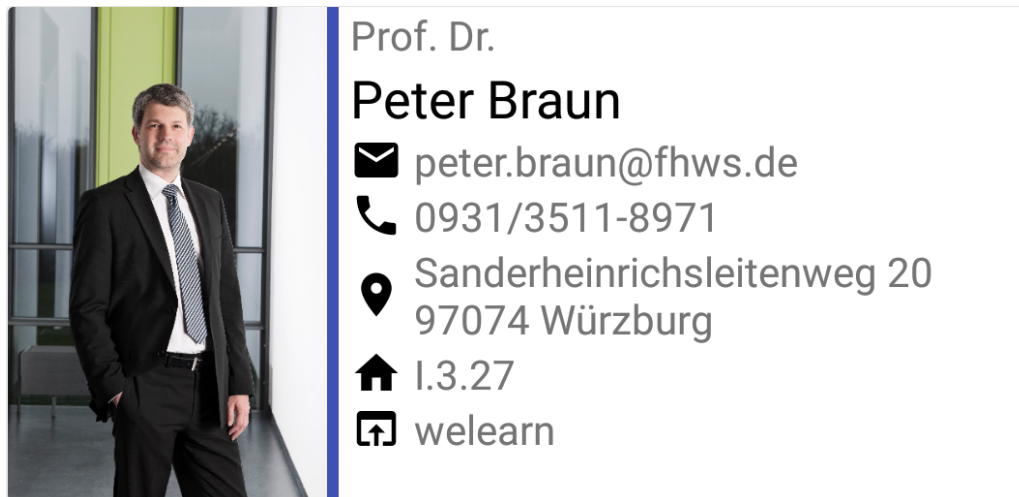 Prof. Dr.
Peter Braun
peter.braun@fhws.de
0931/3511-8971
Sanderheinrichsleitenweg 20
97074 Würzburg
I.3.27
welearn